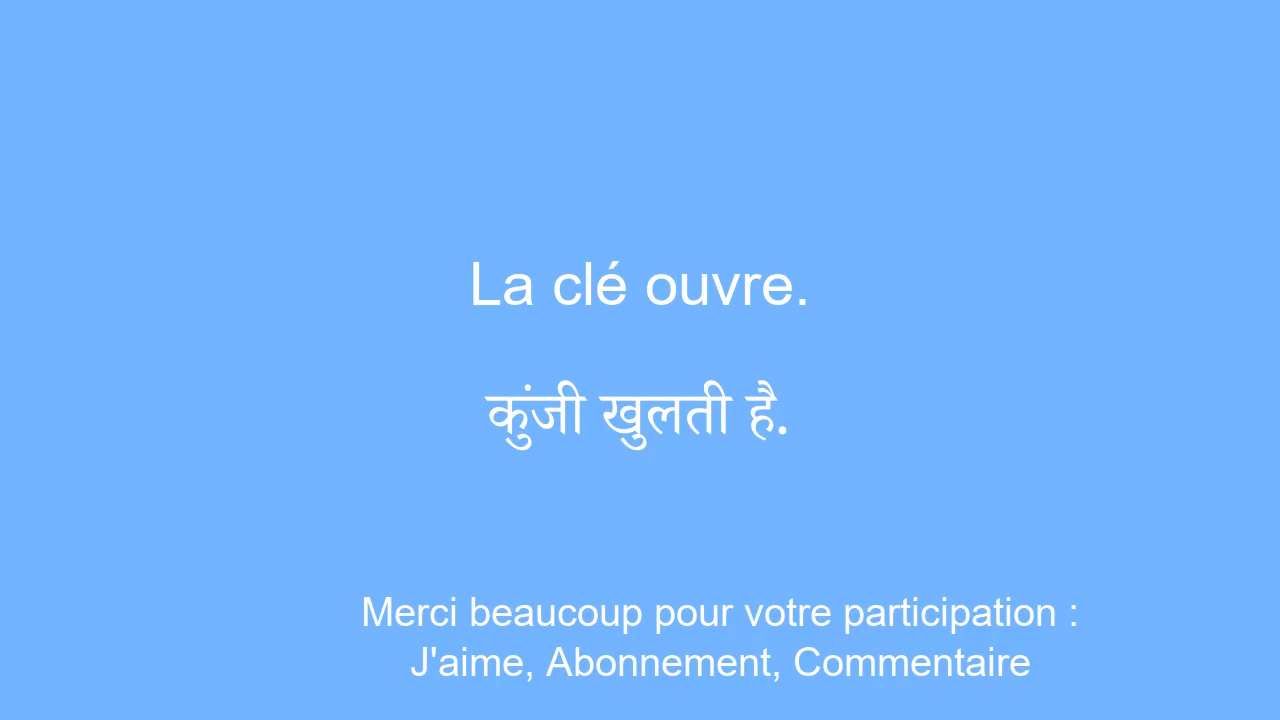 La clé ouvre.
कुंजी खुलती है.
Merci beaucoup pour votre participation :
J'aime, Abonnement, Commentaire